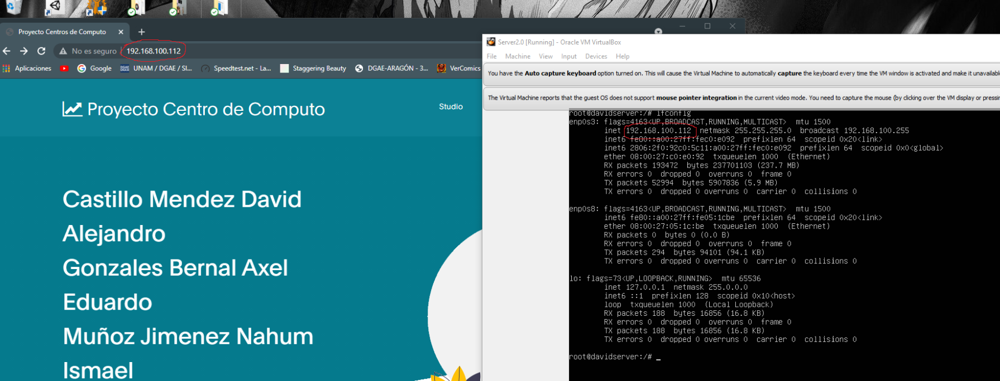 Proyecto Centros de Computo
No es seguro
192.168.100.112
Aplicaciones
Google
UNAM / DGAE / SI...
Speedtest.net - La...
Staggering Beauty
DGAE-ARAGÓN - 3...
VerComics
Proyecto Centro de Computo
Studio
Castillo Mendez David
Alejandro
Gonzales Bernal Axel
Eduardo
Muñoz Jimenez Nahum
Ismael
Server2.0 [Running] - Oracle VM VirtualBox
File Machine View Input Devices Help
You have the Auto capture keyboard option turned on. This will cause the Virtual Machine to automatically capture the keyboard every time the VM window is activated and make it unavailabl
The Virtual Machine reports that the guest OS does not support mouse pointer integration in the current video mode. You need to capture the mouse (by clicking over the VM display or pressin
root@davidserver:/# ifconfig
enp0s3: flags=4163<UP,BROADCAST,RUNNING,MULTICAST> mtu 1500
inet 192.168.100.112 netmask 255.255.255.0 broadcast 192.168.100.255
inet6 fe80::a00:27ff:fec0:e092 prefixlen 64 scopeid 0x20<link>
inet6 2806:2f0:92c0:5c11:a00:27ff:fec0:e092 prefixlen 64 scopeid 0x0<global>
ether 08:00:27:c0:e0:92 txqueuelen 1000 (Ethernet)
RX packets 193472 bytes 237701103 (237.7 MB)
RX errors 0 dropped 0 overruns 0 frame 0
TX packets 52994 bytes 5907836 (5.9 MB)
TX errors 0 dropped 0 overruns 0 carrier 0 collisions 0
enp0s8: flags=4163<UP,BROADCAST,RUNNING,MULTICAST> mtu 1500
inet6 fe80::a00:27ff:fe05:1cbe prefixlen 64 scopeid 0x20<link>
ether 08:00:27:05:1c:be txqueuelen 1000 (Ethernet)
RX packets 0 bytes 0 (0.0 B)
RX errors 0 dropped 0 overruns 0 frame 0
TX packets 294 bytes 94101 (94.1 KB)
TX errors 0 dropped 0 overruns 0 carrier 0 collisions 0
lo: flags=73<UP,LOOPBACK,RUNNING> mtu 65536
inet 127.0.0.1 netmask 255.0.0.0
inet6 ::1 prefixlen 128 scopeid 0x10<host>
loop txqueuelen 1000 (Local Loopback)
RX packets 188 bytes 16856 (16.8 KB)
RX errors 0 dropped 0 overruns 0 frame 0
TX packets 188 bytes 16856 (16.8 KB)
TX errors 0 dropped 0 overruns 0 carrier 0 collisions 0
root@davidserver:/# _